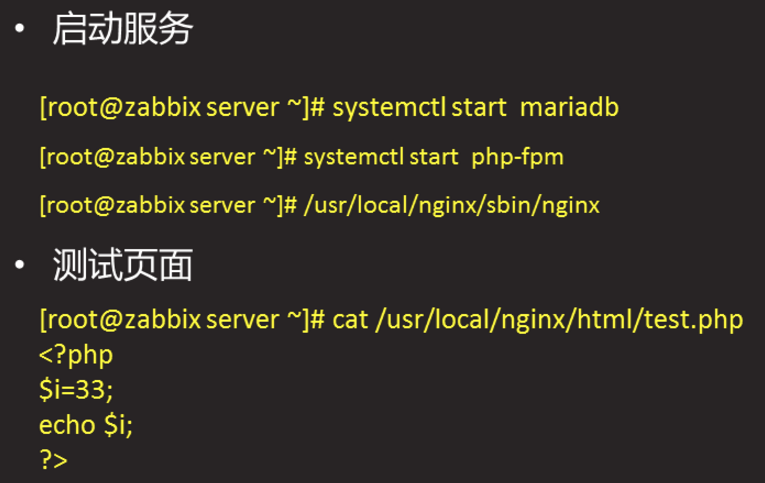 • 启动服务
[root@zabbix server ~]# systemctl start  mariadb
[root@zabbix server ~]# systemctl start  php-fpm
[root@zabbix server ~]# /usr/local/nginx/sbin/nginx
• 测试页面
[root@zabbix server ~]# cat /usr/local/nginx/html/test.php
<?php
$i=33;
echo $i;
?>